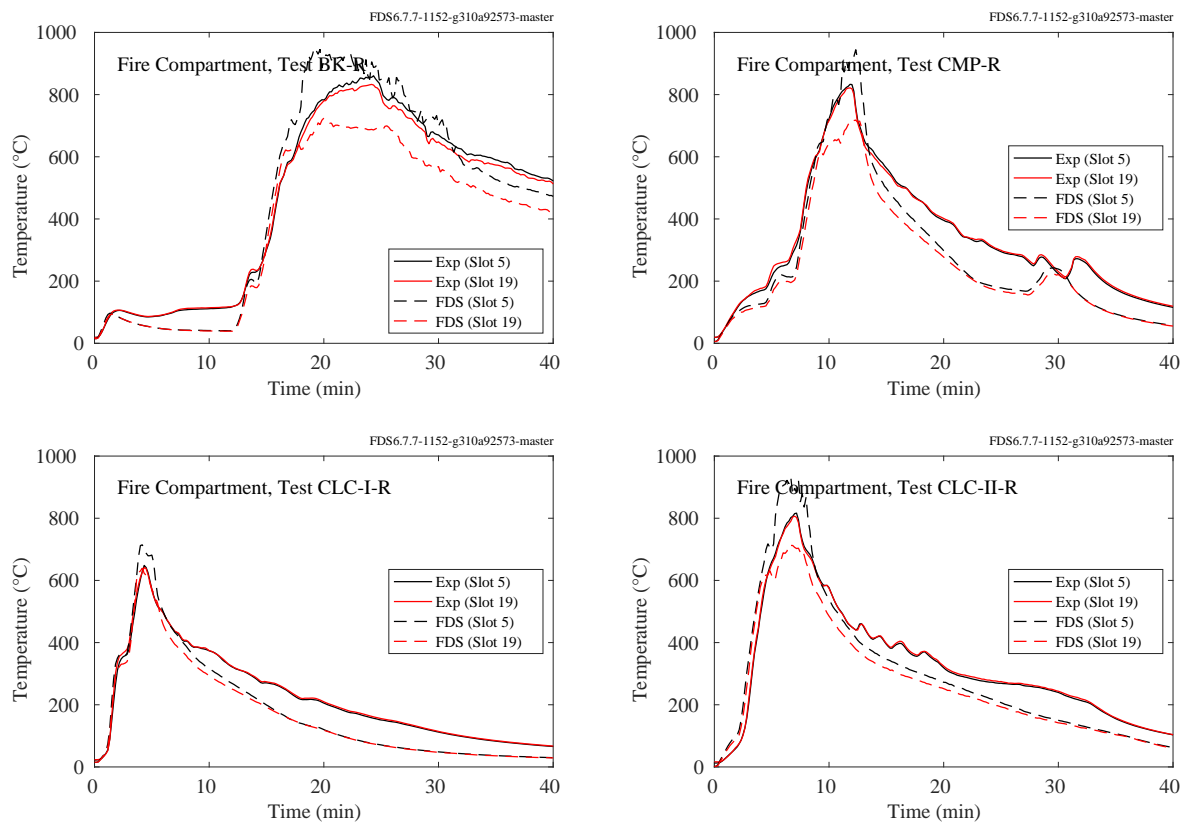 FDS6.7.7-1152-g310a92573-master
Fire Compartment, Test BK-R
1000
800
600
400
200
0
Temperature (°C)
0 10 20 30 40
Time (min)
Exp (Slot 5)
Exp (Slot 19)
FDS (Slot 5)
FDS (Slot 19)
FDS6.7.7-1152-g310a92573-master
Fire Compartment, Test CMP-R
1000
800
600
400
200
0
Temperature (°C)
0 10 20 30 40
Time (min)
Exp (Slot 5)
Exp (Slot 19)
FDS (Slot 5)
FDS (Slot 19)
FDS6.7.7-1152-g310a92573-master
Fire Compartment, Test CLC-I-R
1000
800
600
400
200
0
Temperature (°C)
0 10 20 30 40
Time (min)
Exp (Slot 5)
Exp (Slot 19)
FDS (Slot 5)
FDS (Slot 19)
FDS6.7.7-1152-g310a92573-master
Fire Compartment, Test CLC-II-R
1000
800
600
400
200
0
Temperature (°C)
0 10 20 30 40
Time (min)
Exp (Slot 5)
Exp (Slot 19)
FDS (Slot 5)
FDS (Slot 19)